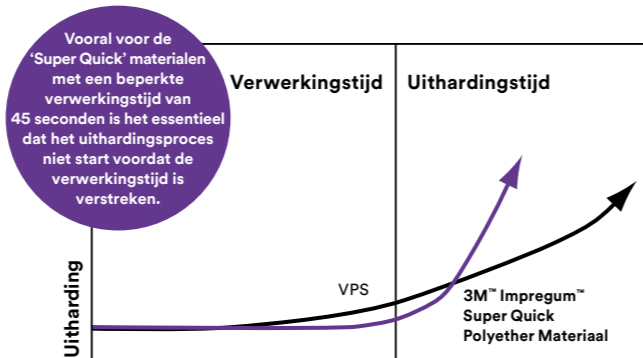 Vooral voor de
‘Super Quick’ materialen
met een beperkte
verwerkingstijd van
45 seconden is het essentieel
dat het uithardingsproces
niet start voordat de
verwerkingstijd is
verstreken.
Verwerkingstijd
Uithardingstijd
Uitharding
VPS
3M™ Impregum™
Super Quick
Polyether Materiaal